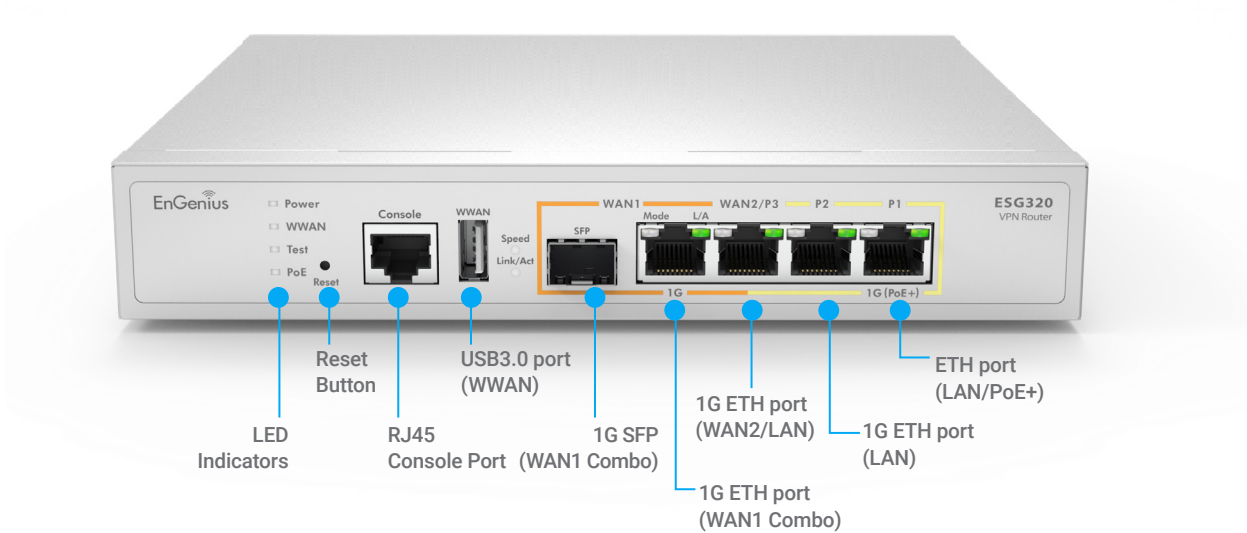 EnGenius
Power
WWAN
Test
PoE
Reset
Console
WWAN
Speed
Link/Act
WAN1
WAN2/P3
P2
P1
SFP
Mode
L/A
1G
1G (PoE+)
ESG320
VPN Router
LED
Indicators
Reset
Button
RJ45
Console Port
USB3.0 port
(WWAN)
1G SFP
(WAN1 Combo)
1G ETH port
(WAN1 Combo)
1G ETH port
(WAN2/LAN)
1G ETH port
(LAN)
ETH port
(LAN/PoE+)